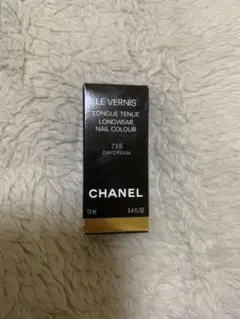 LE VERNIS
LONGUE TENUE
LONGWEAR
NAIL COLOUR
735
DAYDREAM
CHANEL
13 ml
0.4 FL.OZ.